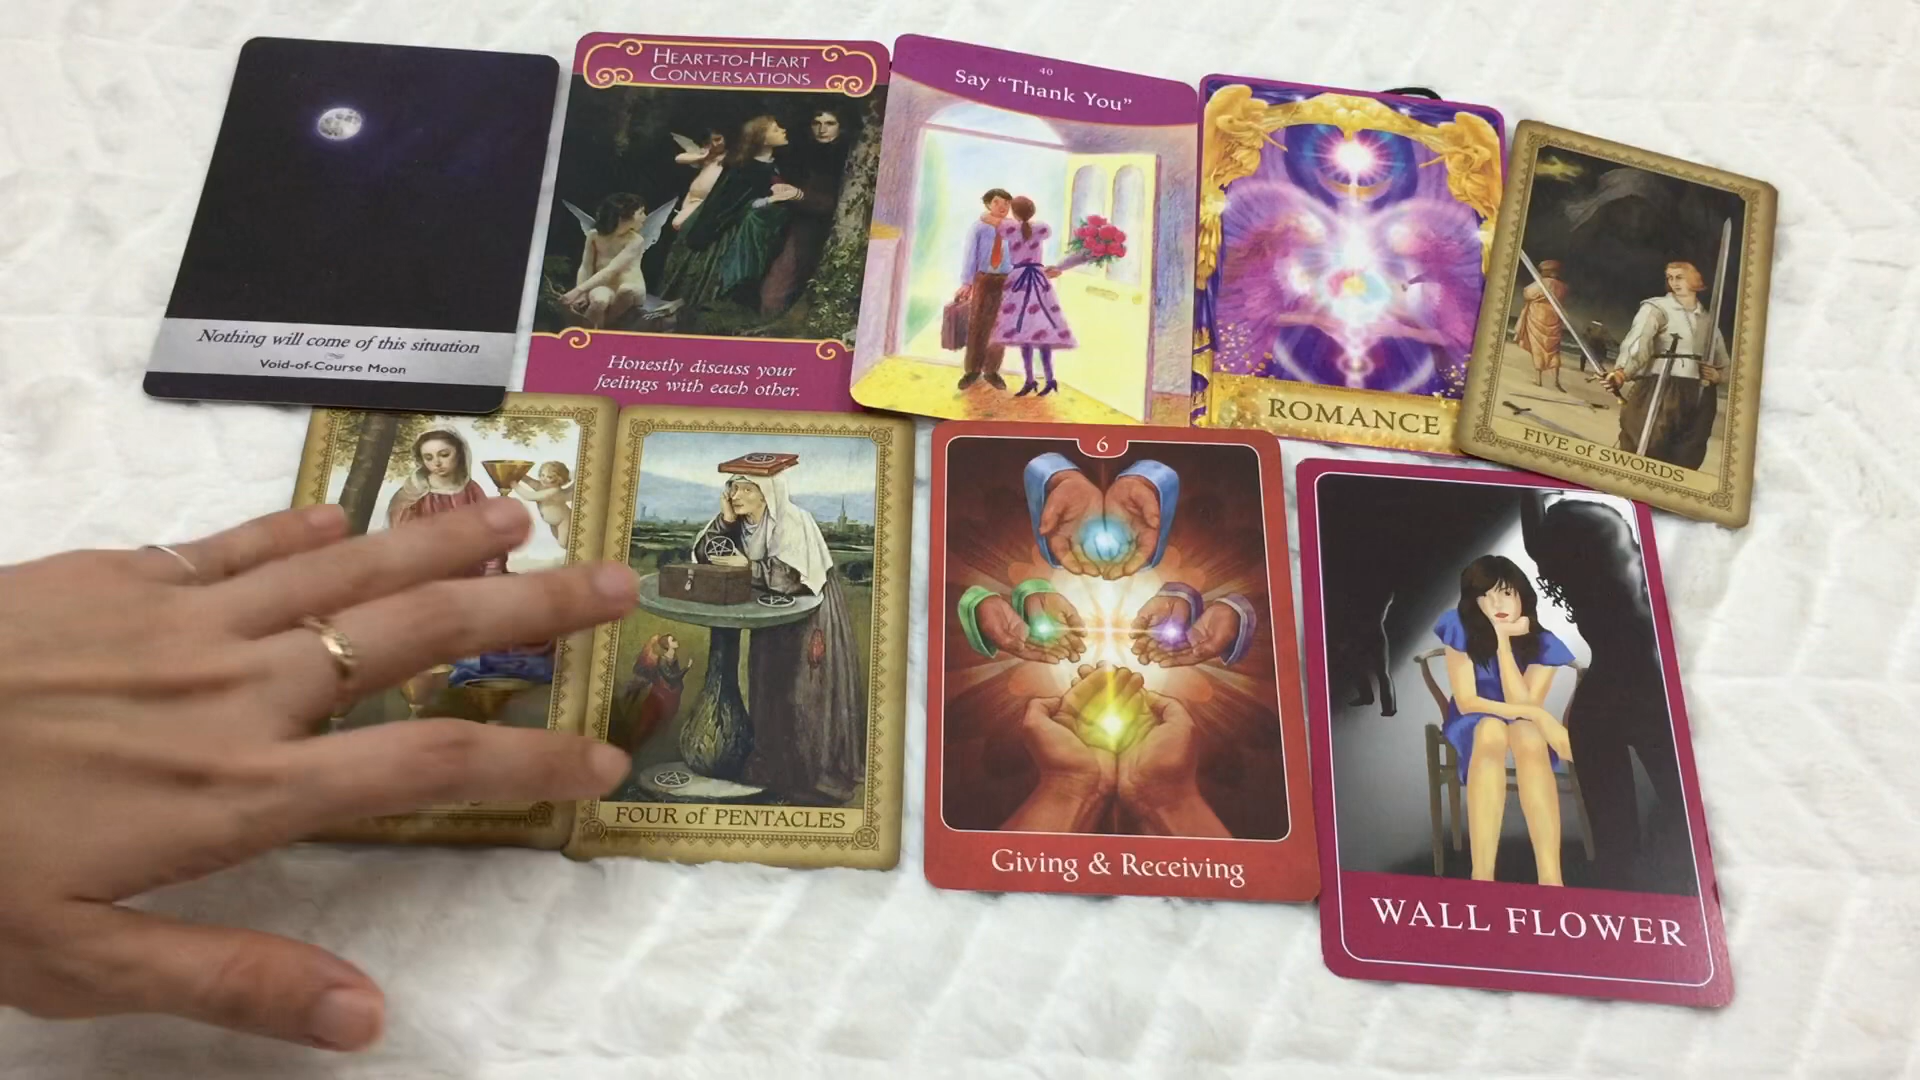 Nothing will come of this situation
Void-of-Course Moon
HEART-TO-HEART
CONVERSATIONS
Honestly discuss your
feelings with each other.
40
Say “Thank You”
ROMANCE
FIVE of SWORDS
FOUR of PENTACLES
6
Giving & Receiving
WALL FLOWER